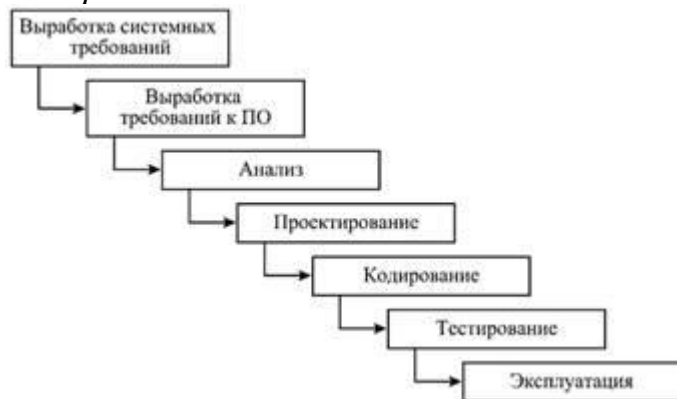 Выработка системных
требований
Выработка
требований к ПО
Анализ
Проектирование
Кодирование
Тестирование
Эксплуатация